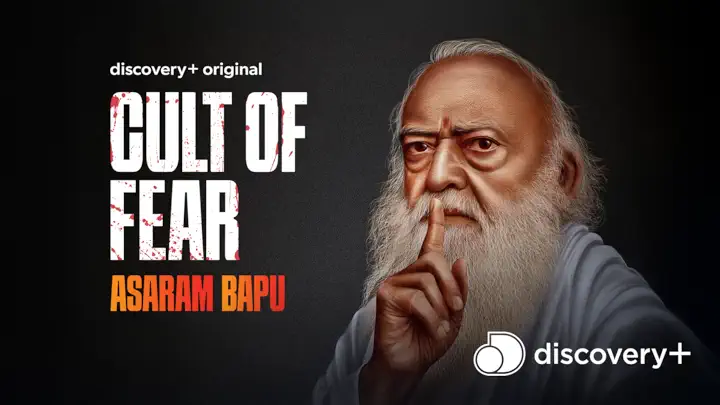 discovery+ original
CULT OF
FEAR
ASARAM BAPU
discovery+